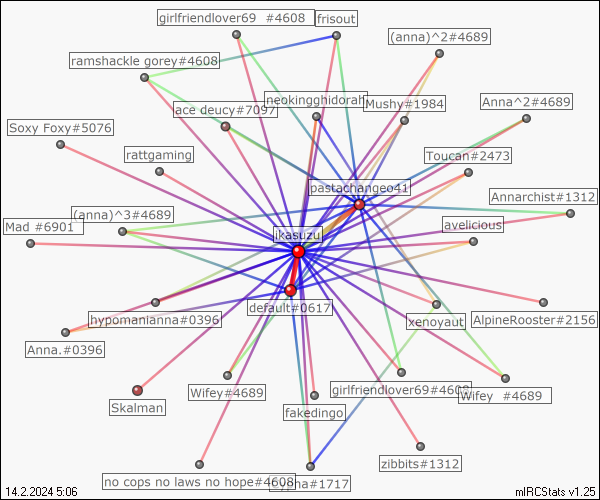 girlfriendlover69 #4608
frisout
(anna)^2#4689
ramshackle gorey#4608
neokingghidorah
Mushy#1984
Anna^2#4689
ace deucy#7097
Soxy Foxy#5076
rattgaming
Toucan#2473
pastachangeo41
Annarchist#1312
(anna)^3#4689
Mad #6901
avelicious
ikasuzu
default#0617
hypomanianna#0396
xenoyaut
AlpineRooster#2156
Anna.#0396
Wifey#4689
girlfriendlover69#4608
Wifey #4689
Skalman
fakedingo
zibbits#1312
no cops no laws no hope#4608
#1717
14.2.2024 5:06
mIRCStats v1.25